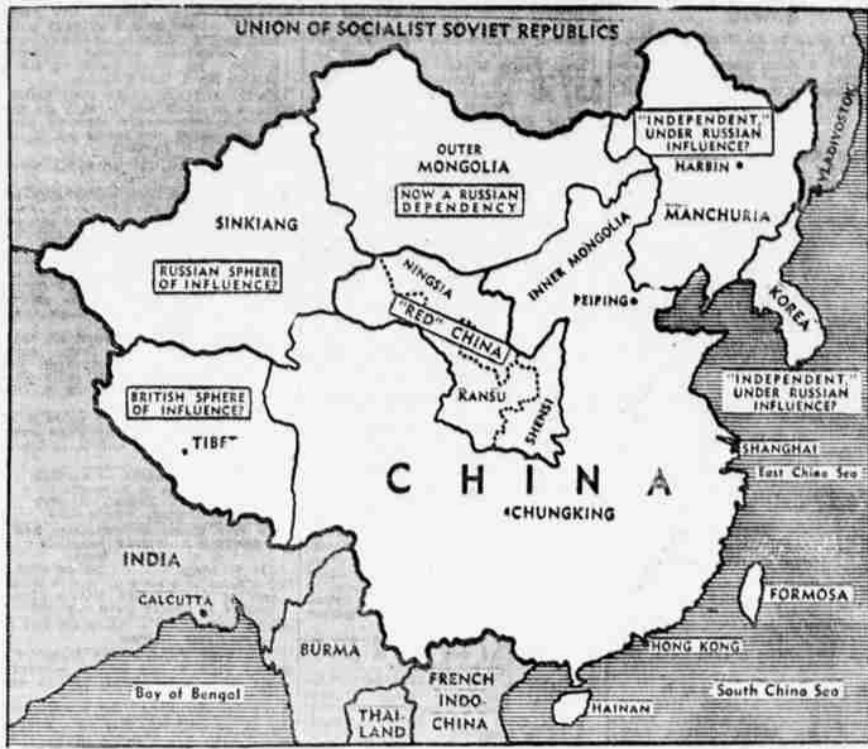 UNION OF SOCIALIST SOVIET REPUBLICS
"INDEPENDENT,"
UNDER RUSSIAN
INFLUENCE?
HARBIN
VLADIVOSTOK
OUTER
MONGOLIA
NOW A RUSSIAN
DEPENDENCY
MANCHURIA
SINKIANG
RUSSIAN SPHERE
OF INFLUENCE?
NINGSIA
INNER MONGOLIA
PEIPING
KOREA
"RED" CHINA
BRITISH SPHERE
OF INFLUENCE?
TIBET
KANSU
SHENSI
"INDEPENDENT,"
UNDER RUSSIAN
INFLUENCE?
SHANGHAI
East China Sea
CHINA
CHUNGKING
INDIA
CALCUTTA
FORMOSA
BURMA
HONG KONG
Bay of Bengal
FRENCH
INDO-
CHINA
THAI-
LAND
HAINAN
South China Sea